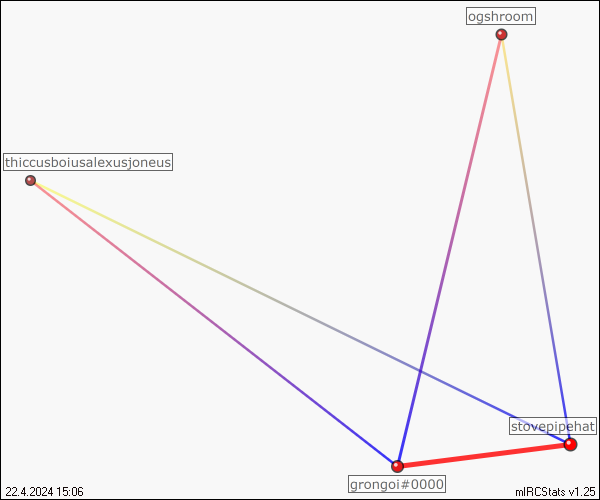 ogshroom
thiccusboiusalexusjoneus
stovepipehat
grongoi#0000
22.4.2024 15:06
mIRCStats v1.25